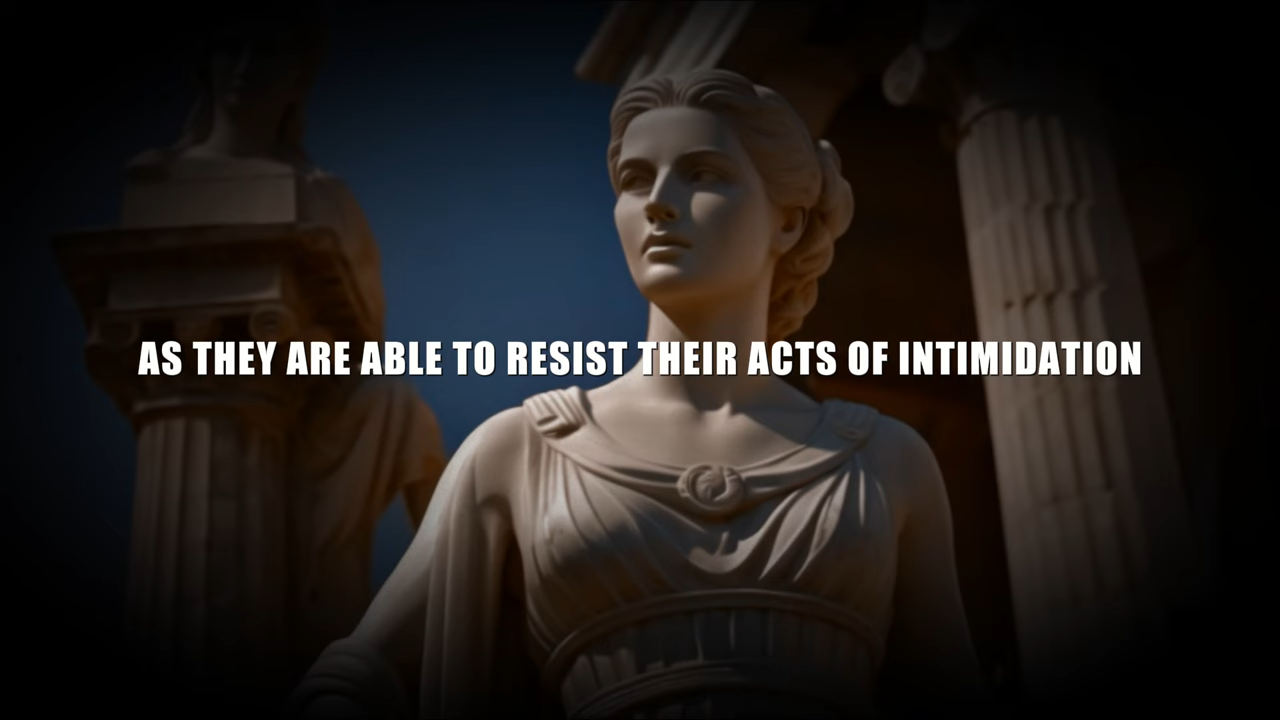 AS THEY ARE ABLE TO RESIST THEIR ACTS OF INTIMIDATION